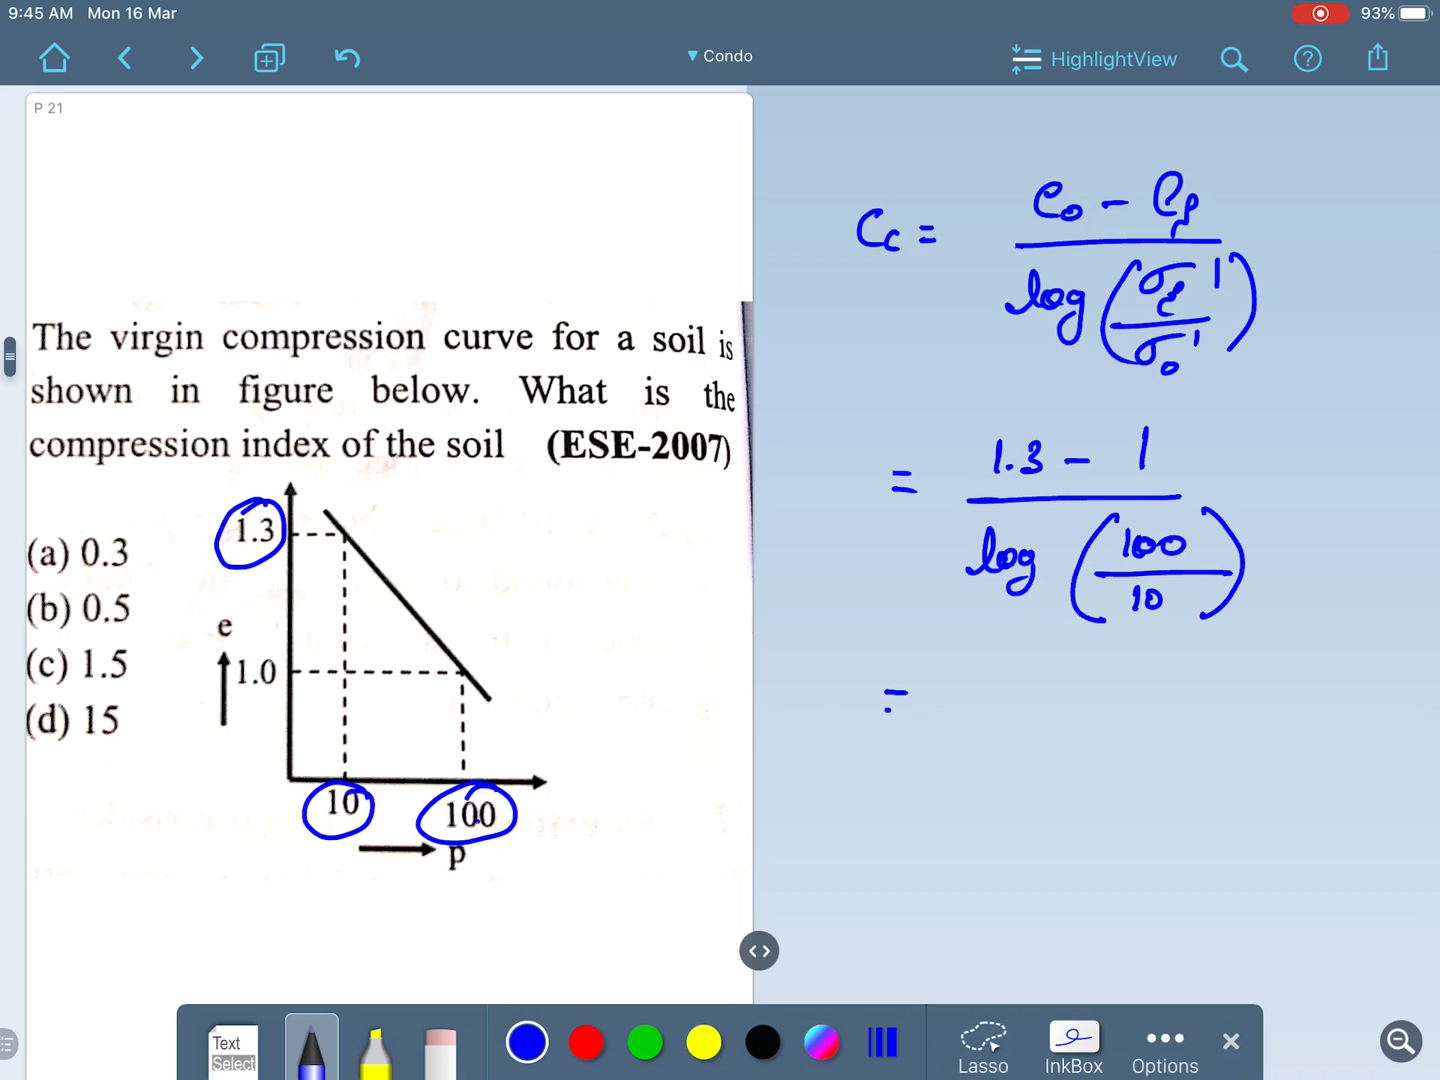 9:45 AM Mon 16 Mar
93%
▼ Condo
HighlightView
P 21
The virgin compression curve for a soil is
shown in figure below. What is the
compression index of the soil (ESE-2007)
(a) 0.3
(b) 0.5
(c) 1.5
(d) 15
1.3
e
1.0
10
100
p
Cc = e₀ - e_f / log (σ_f' / σ₀')
= 1.3 - 1 / log (100 / 10)
=
Text
Select
Lasso
InkBox
Options